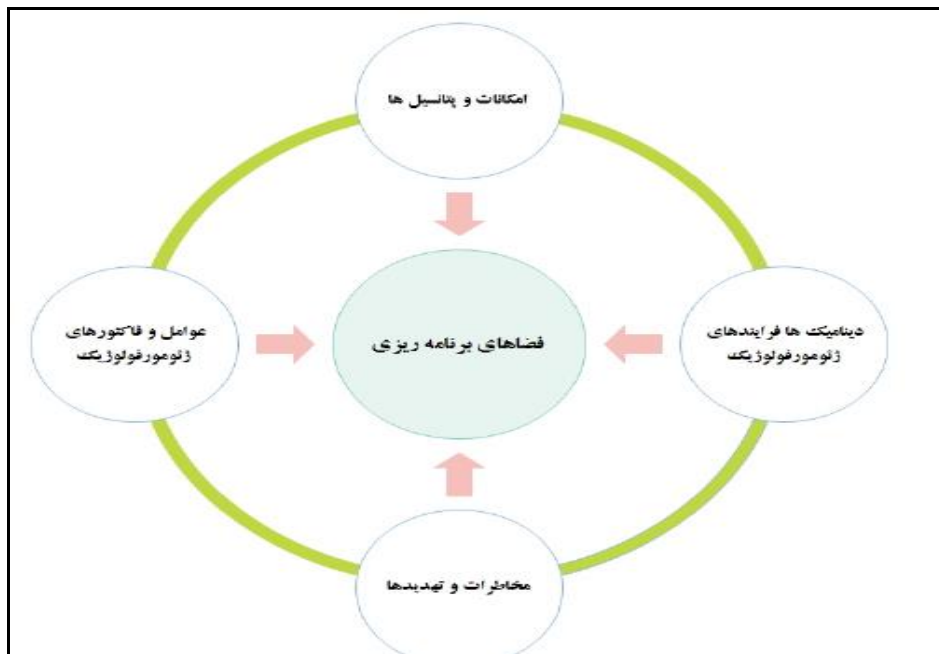 امکانات و پتانسیل ها
دینامیک ها فرایندهای
ژئومورفولوژیک
فضاهای برنامه ریزی
عوامل و فاکتورهای
ژئومورفولوژیک
مخاطرات و تهدیدها